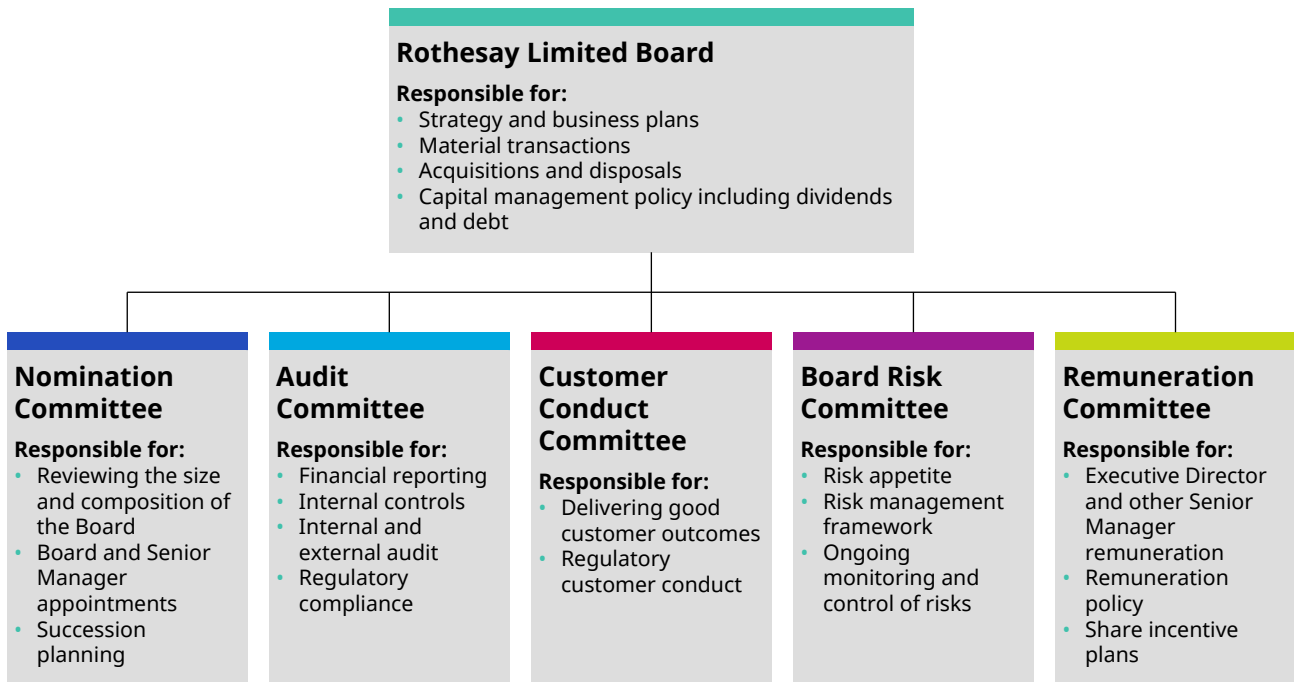 Rothesay Limited Board
Responsible for:
• Strategy and business plans
• Material transactions
• Acquisitions and disposals
• Capital management policy including dividends
and debt
Nomination
Committee
Responsible for:
• Reviewing the size
and composition of
the Board
• Board and Senior
Manager
appointments
• Succession
planning
Audit
Committee
Responsible for:
• Financial reporting
• Internal controls
• Internal and
external audit
• Regulatory
compliance
Customer
Conduct
Committee
Responsible for:
• Delivering good
customer outcomes
• Regulatory
customer conduct
Board Risk
Committee
Responsible for:
• Risk appetite
• Risk management
framework
• Ongoing
monitoring and
control of risks
Remuneration
Committee
Responsible for:
• Executive Director
and other Senior
Manager
remuneration
• Remuneration
policy
• Share incentive
plans